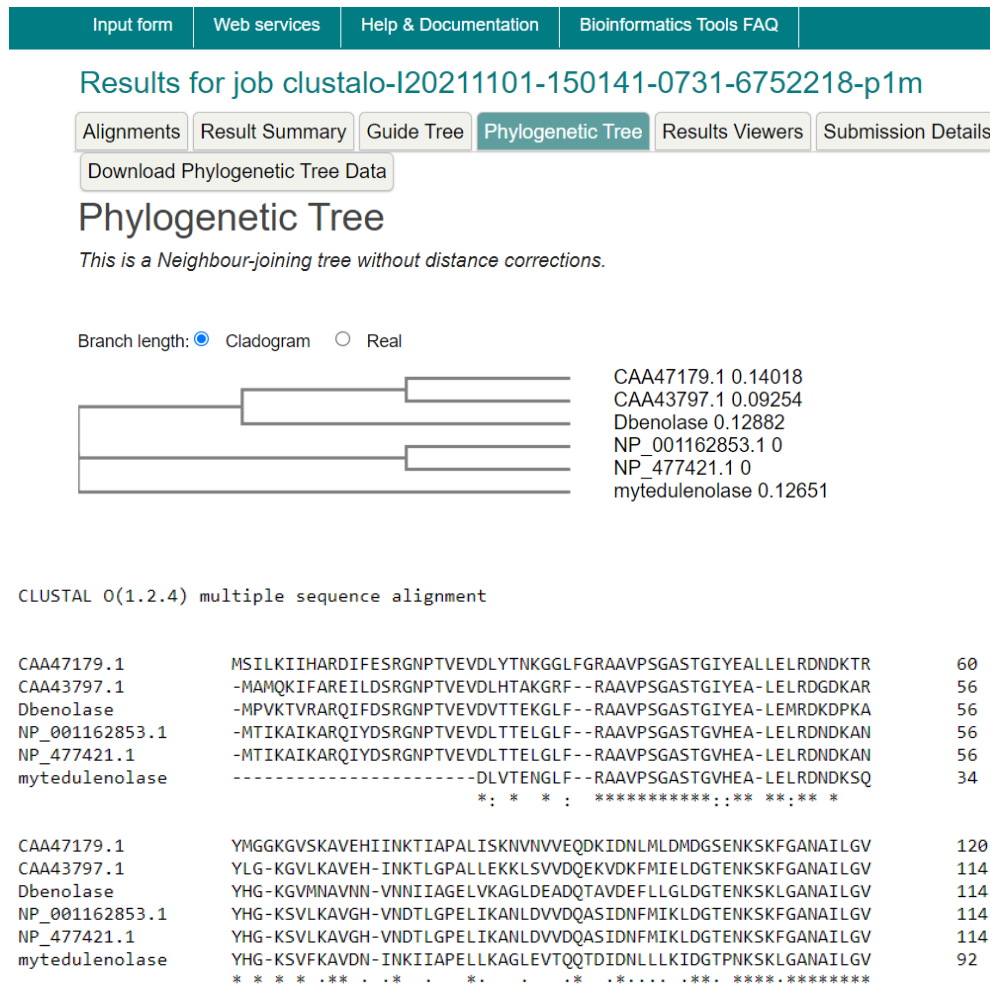 Input form Web services Help & Documentation Bioinformatics Tools FAQ
Results for job clustalo-I20211101-150141-0731-6752218-p1m
Alignments Result Summary Guide Tree Phylogenetic Tree Results Viewers Submission Details
Download Phylogenetic Tree Data
Phylogenetic Tree
This is a Neighbour-joining tree without distance corrections.
Branch length: Cladogram Real
CAA47179.1 0.14018
CAA43797.1 0.09254
Dbenolase 0.12882
NP_001162853.1 0
NP_477421.1 0
mytedulenolase 0.12651
CLUSTAL O(1.2.4) multiple sequence alignment
CAA47179.1 MSILKIIHARDIFESRGNPTVEVDLYTNKGGLFGRAAVPSGASTGIYEALLELRDNDKTR 60
CAA43797.1 -MAMQKIFAREILDSRGNPTVEVDLHTAKGRF--RAAVPSGASTGIYEA-LELRDGDKAR 56
Dbenolase -MPVKTVRARQIFDSRGNPTVEVDVTTEKGLF--RAAVPSGASTGIYEA-LEMRDKDPKA 56
NP_001162853.1 -MTIKAIKARQIYDSRGNPTVEVDLTTELGLF--RAAVPSGASTGVHEA-LELRDNDKAN 56
NP_477421.1 -MTIKAIKARQIYDSRGNPTVEVDLTTELGLF--RAAVPSGASTGVHEA-LELRDNDKAN 56
mytedulenolase -----------------------DLVTENGLF--RAAVPSGASTGVHEA-LELRDNDKSQ 34
*: * * : ***********::** **:** *
CAA47179.1 YMGGKGVSKAVEHIINKTIAPALISKNVNVVEQDKIDNLMLDMDGSENKSKFGANAILGV 120
CAA43797.1 YLG-KGVLKAVEH-INKTLGPALLEKKLSVVDQEKVDKFMIELDGTENKSKFGANAILGV 114
Dbenolase YHG-KGVMNAVNN-VNNIIAGELVKAGLDEADQTAVDEFLLGLDGTENKSKFGANAILGV 114
NP_001162853.1 YHG-KSVLKAVGH-VNDTLGPELIKANLDVVDQASIDNFMIKLDGTENKSKFGANAILGV 114
NP_477421.1 YHG-KSVLKAVGH-VNDTLGPELIKANLDVVDQASIDNFMIKLDGTENKSKFGANAILGV 114
mytedulenolase YHG-KSVFKAVDN-INKIIAPELLKAGLEVTQQTDIDNLLLKIDGTPNKSKLGANAILGV 92
* * * * .** . .* . *: . .* .*:... .**: ****:********